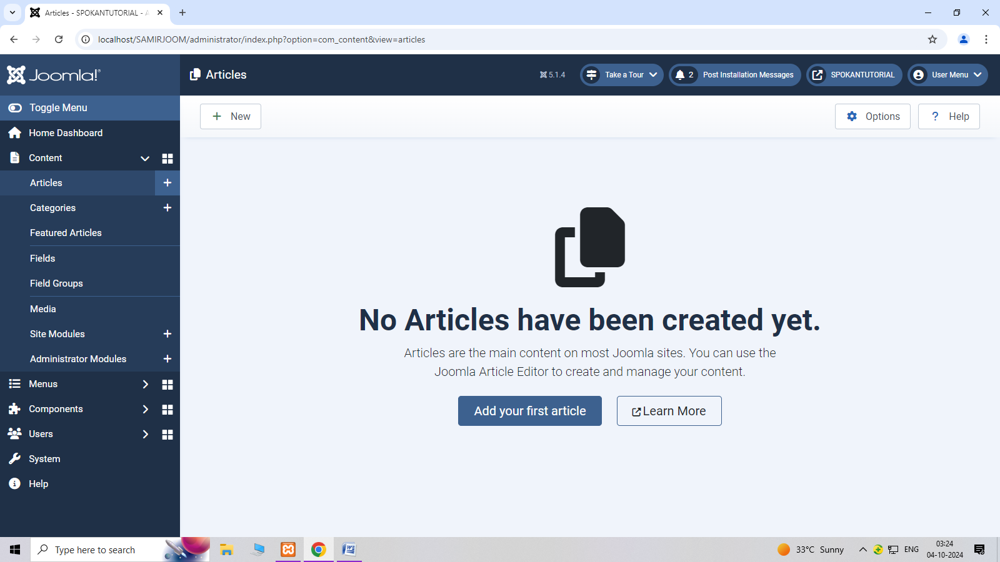 Articles - SPOKANTUTORIAL - A
localhost/SAMIRJOOM/administrator/index.php?option=com_content&view=articles
Joomla!®
Articles
5.1.4
Take a Tour
2 Post Installation Messages
SPOKANTUTORIAL
User Menu
Toggle Menu
Home Dashboard
Content
Articles
Categories
Featured Articles
Fields
Field Groups
Media
Site Modules
Administrator Modules
Menus
Components
Users
System
Help
New
Options
? Help
No Articles have been created yet.
Articles are the main content on most Joomla sites. You can use the
Joomla Article Editor to create and manage your content.
Add your first article
Learn More
Type here to search
33°C Sunny
ENG
03:24
04-10-2024